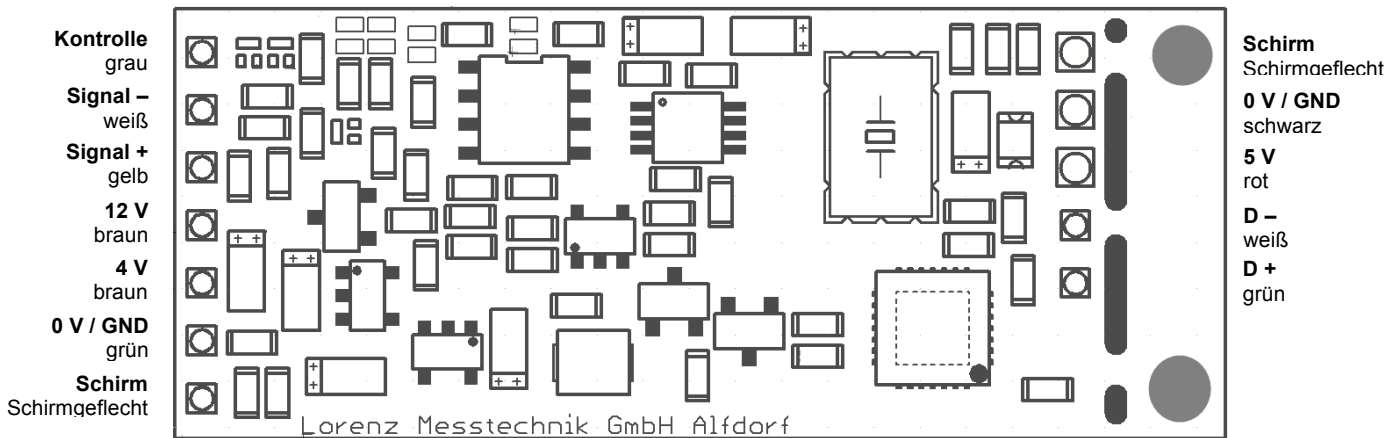 Kontrolle
grau
Signal –
weiß
Signal +
gelb
12 V
braun
4 V
braun
0 V / GND
grün
Schirm
Schirmgeflecht
Schirm
Schirmgeflecht
0 V / GND
schwarz
5 V
rot
D –
weiß
D +
grün
Lorenz Messtechnik GmbH Alfdorf